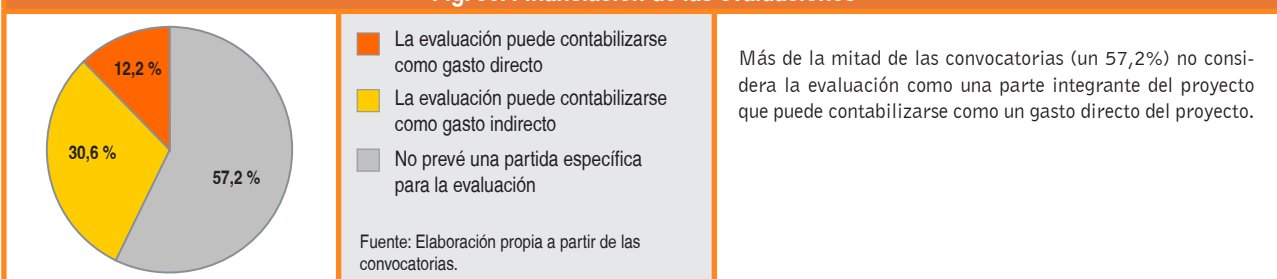 12,2 %
30,6 %
57,2 %
La evaluación puede contabilizarse
como gasto directo
La evaluación puede contabilizarse
como gasto indirecto
No prevé una partida específica
para la evaluación
Fuente: Elaboración propia a partir de las
convocatorias.
Más de la mitad de las convocatorias (un 57,2%) no consi-
dera la evaluación como una parte integrante del proyecto
que puede contabilizarse como un gasto directo del proyecto.